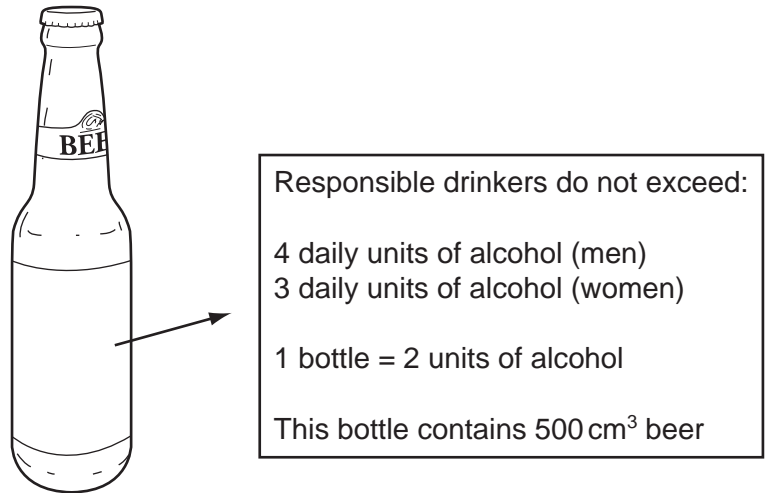 BEE
Responsible drinkers do not exceed:
4 daily units of alcohol (men)
3 daily units of alcohol (women)
1 bottle = 2 units of alcohol
This bottle contains 500 cm³ beer